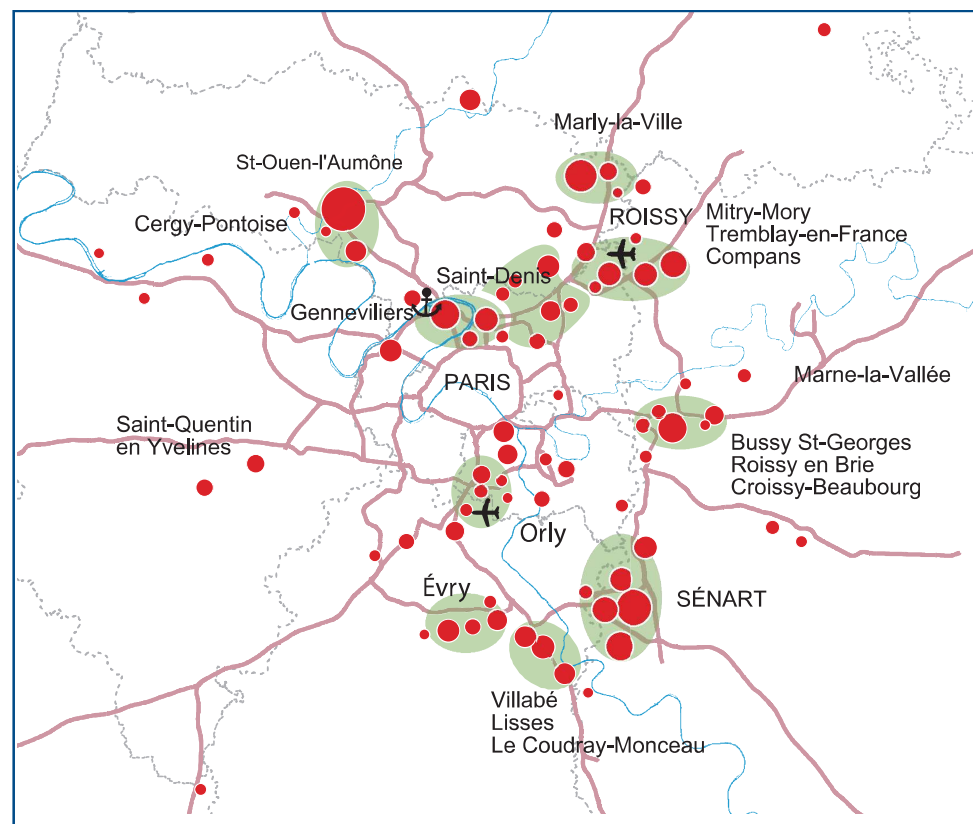 Marly-la-Ville
St-Ouen-l'Aumône
ROISSY
Mitry-Mory
Tremblay-en-France
Compans
Cergy-Pontoise
Saint-Denis
Genneviliers
PARIS
Marne-la-Vallée
Saint-Quentin
en Yvelines
Bussy St-Georges
Roissy en Brie
Croissy-Beaubourg
Orly
Évry
SÉNART
Villabé
Lisses
Le Coudray-Monceau